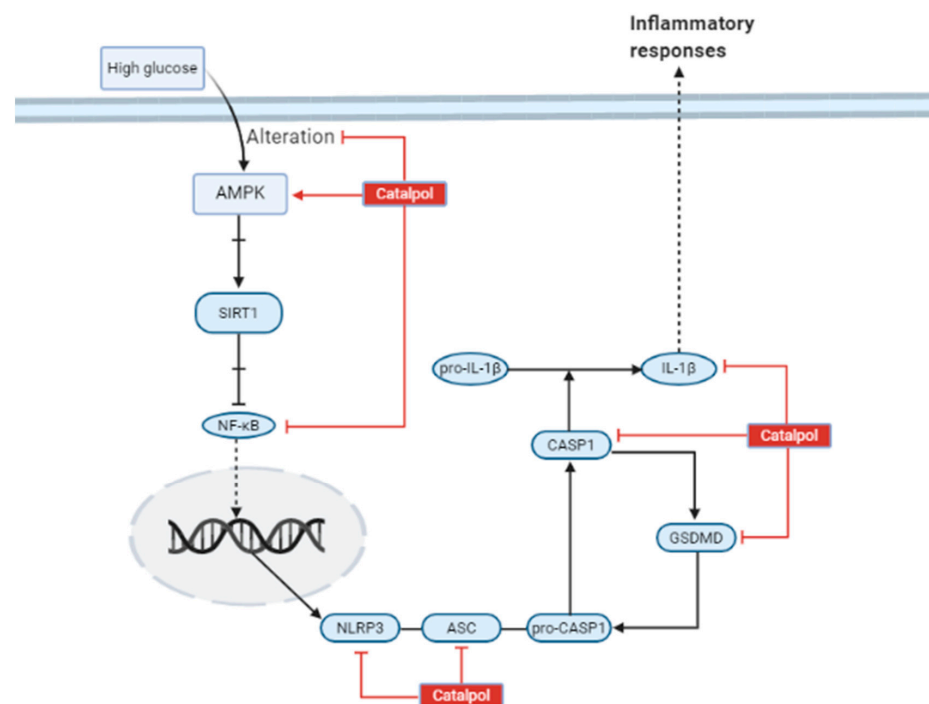 Inflammatory
responses
High glucose
Alteration
AMPK
Catalpol
SIRT1
pro-IL-1β
IL-1β
NF-κB
CASP1
Catalpol
GSDMD
NLRP3
ASC
pro-CASP1
Catalpol